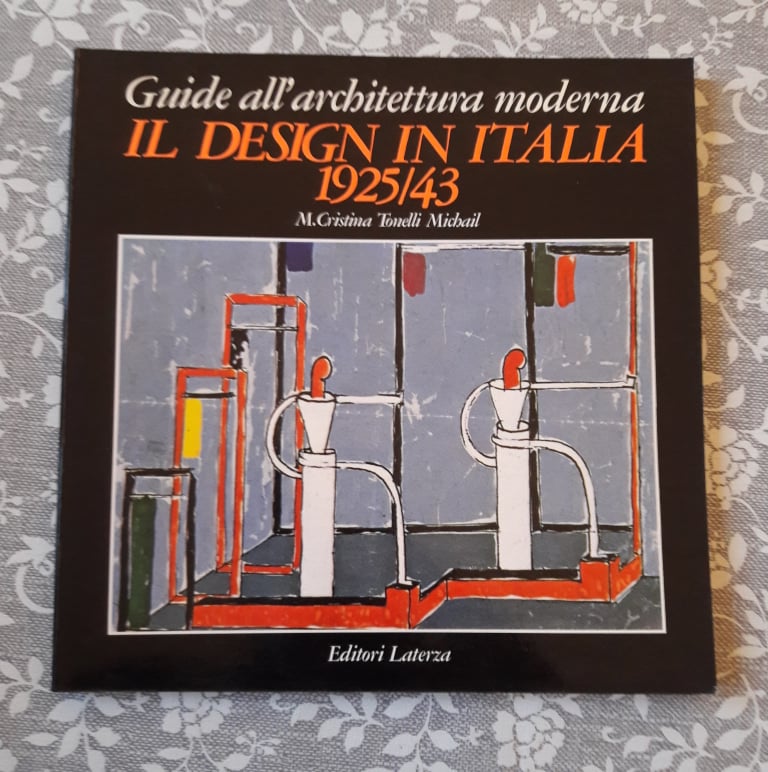 Guide all'architettura moderna
IL DESIGN IN ITALIA
1925/43
M.Cristina Tonelli Michail
Editori Laterza